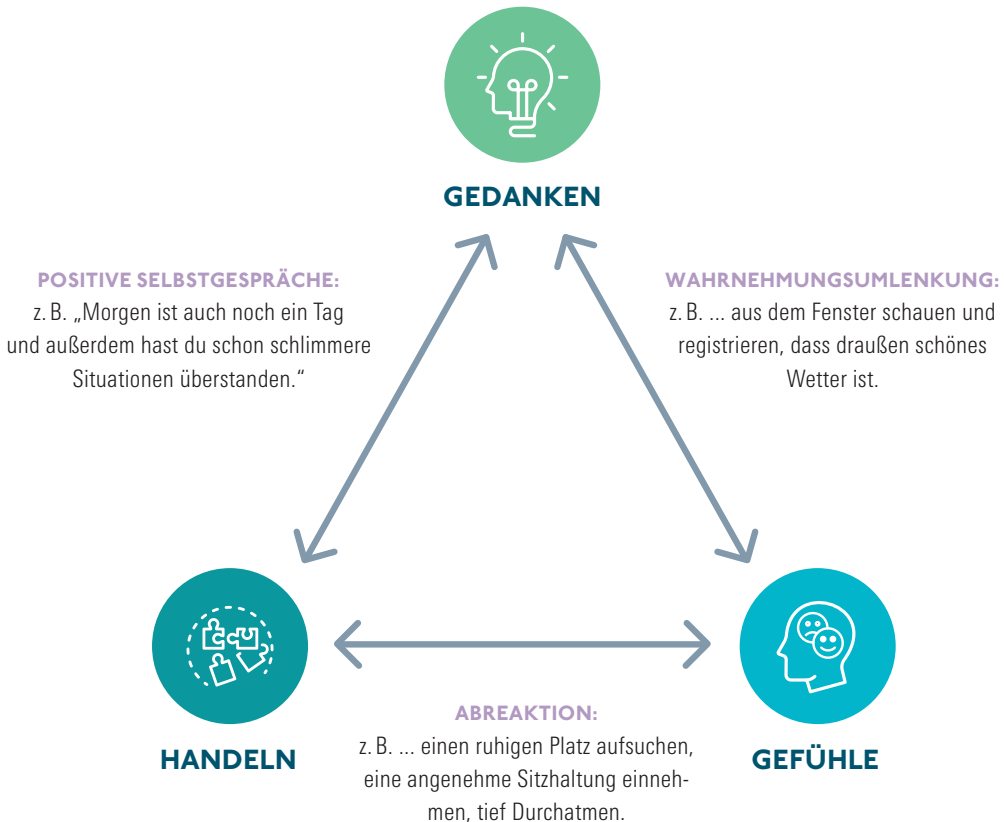 GEDANKEN
POSITIVE SELBSTGESPRÄCHE:
z. B. „Morgen ist auch noch ein Tag
und außerdem hast du schon schlimmere
Situationen überstanden.“
WAHRNEHMUNGSUMLENKUNG:
z. B. ... aus dem Fenster schauen und
registrieren, dass draußen schönes
Wetter ist.
HANDELN
ABREAKTION:
z. B. ... einen ruhigen Platz aufsuchen,
eine angenehme Sitzhaltung einneh-
men, tief Durchatmen.
GEFÜHLE